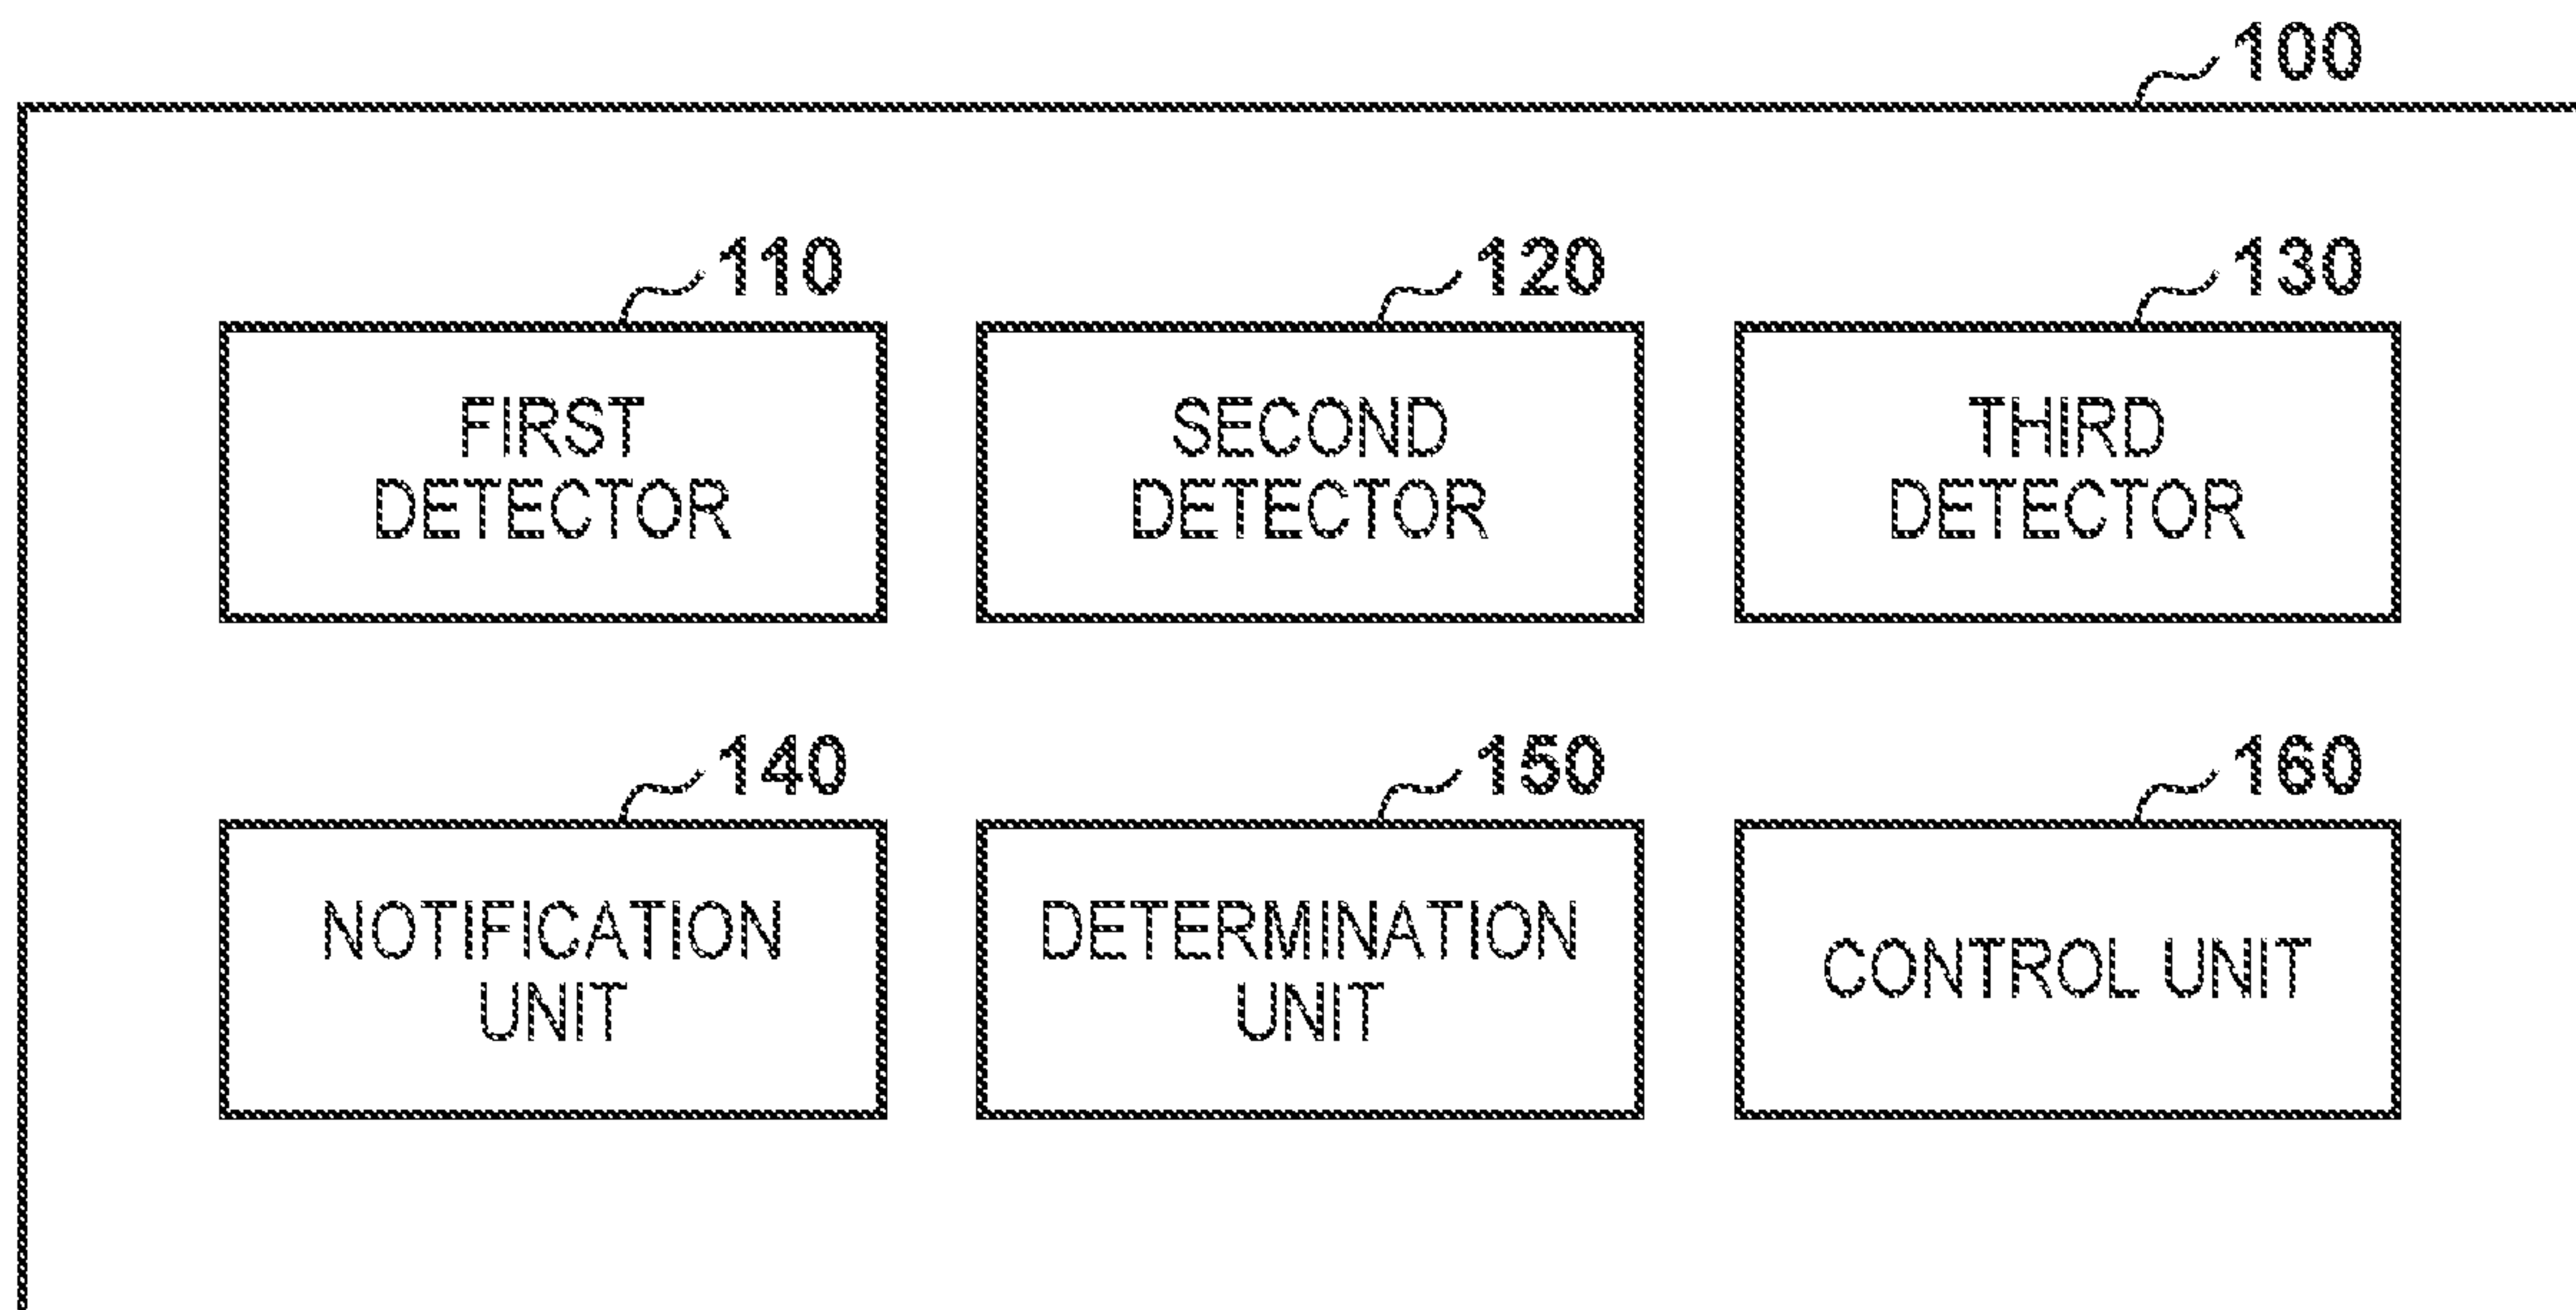 100
110
120
130
FIRST
DETECTOR
SECOND
DETECTOR
THIRD
DETECTOR
140
150
160
NOTIFICATION
UNIT
DETERMINATION
UNIT
CONTROL UNIT